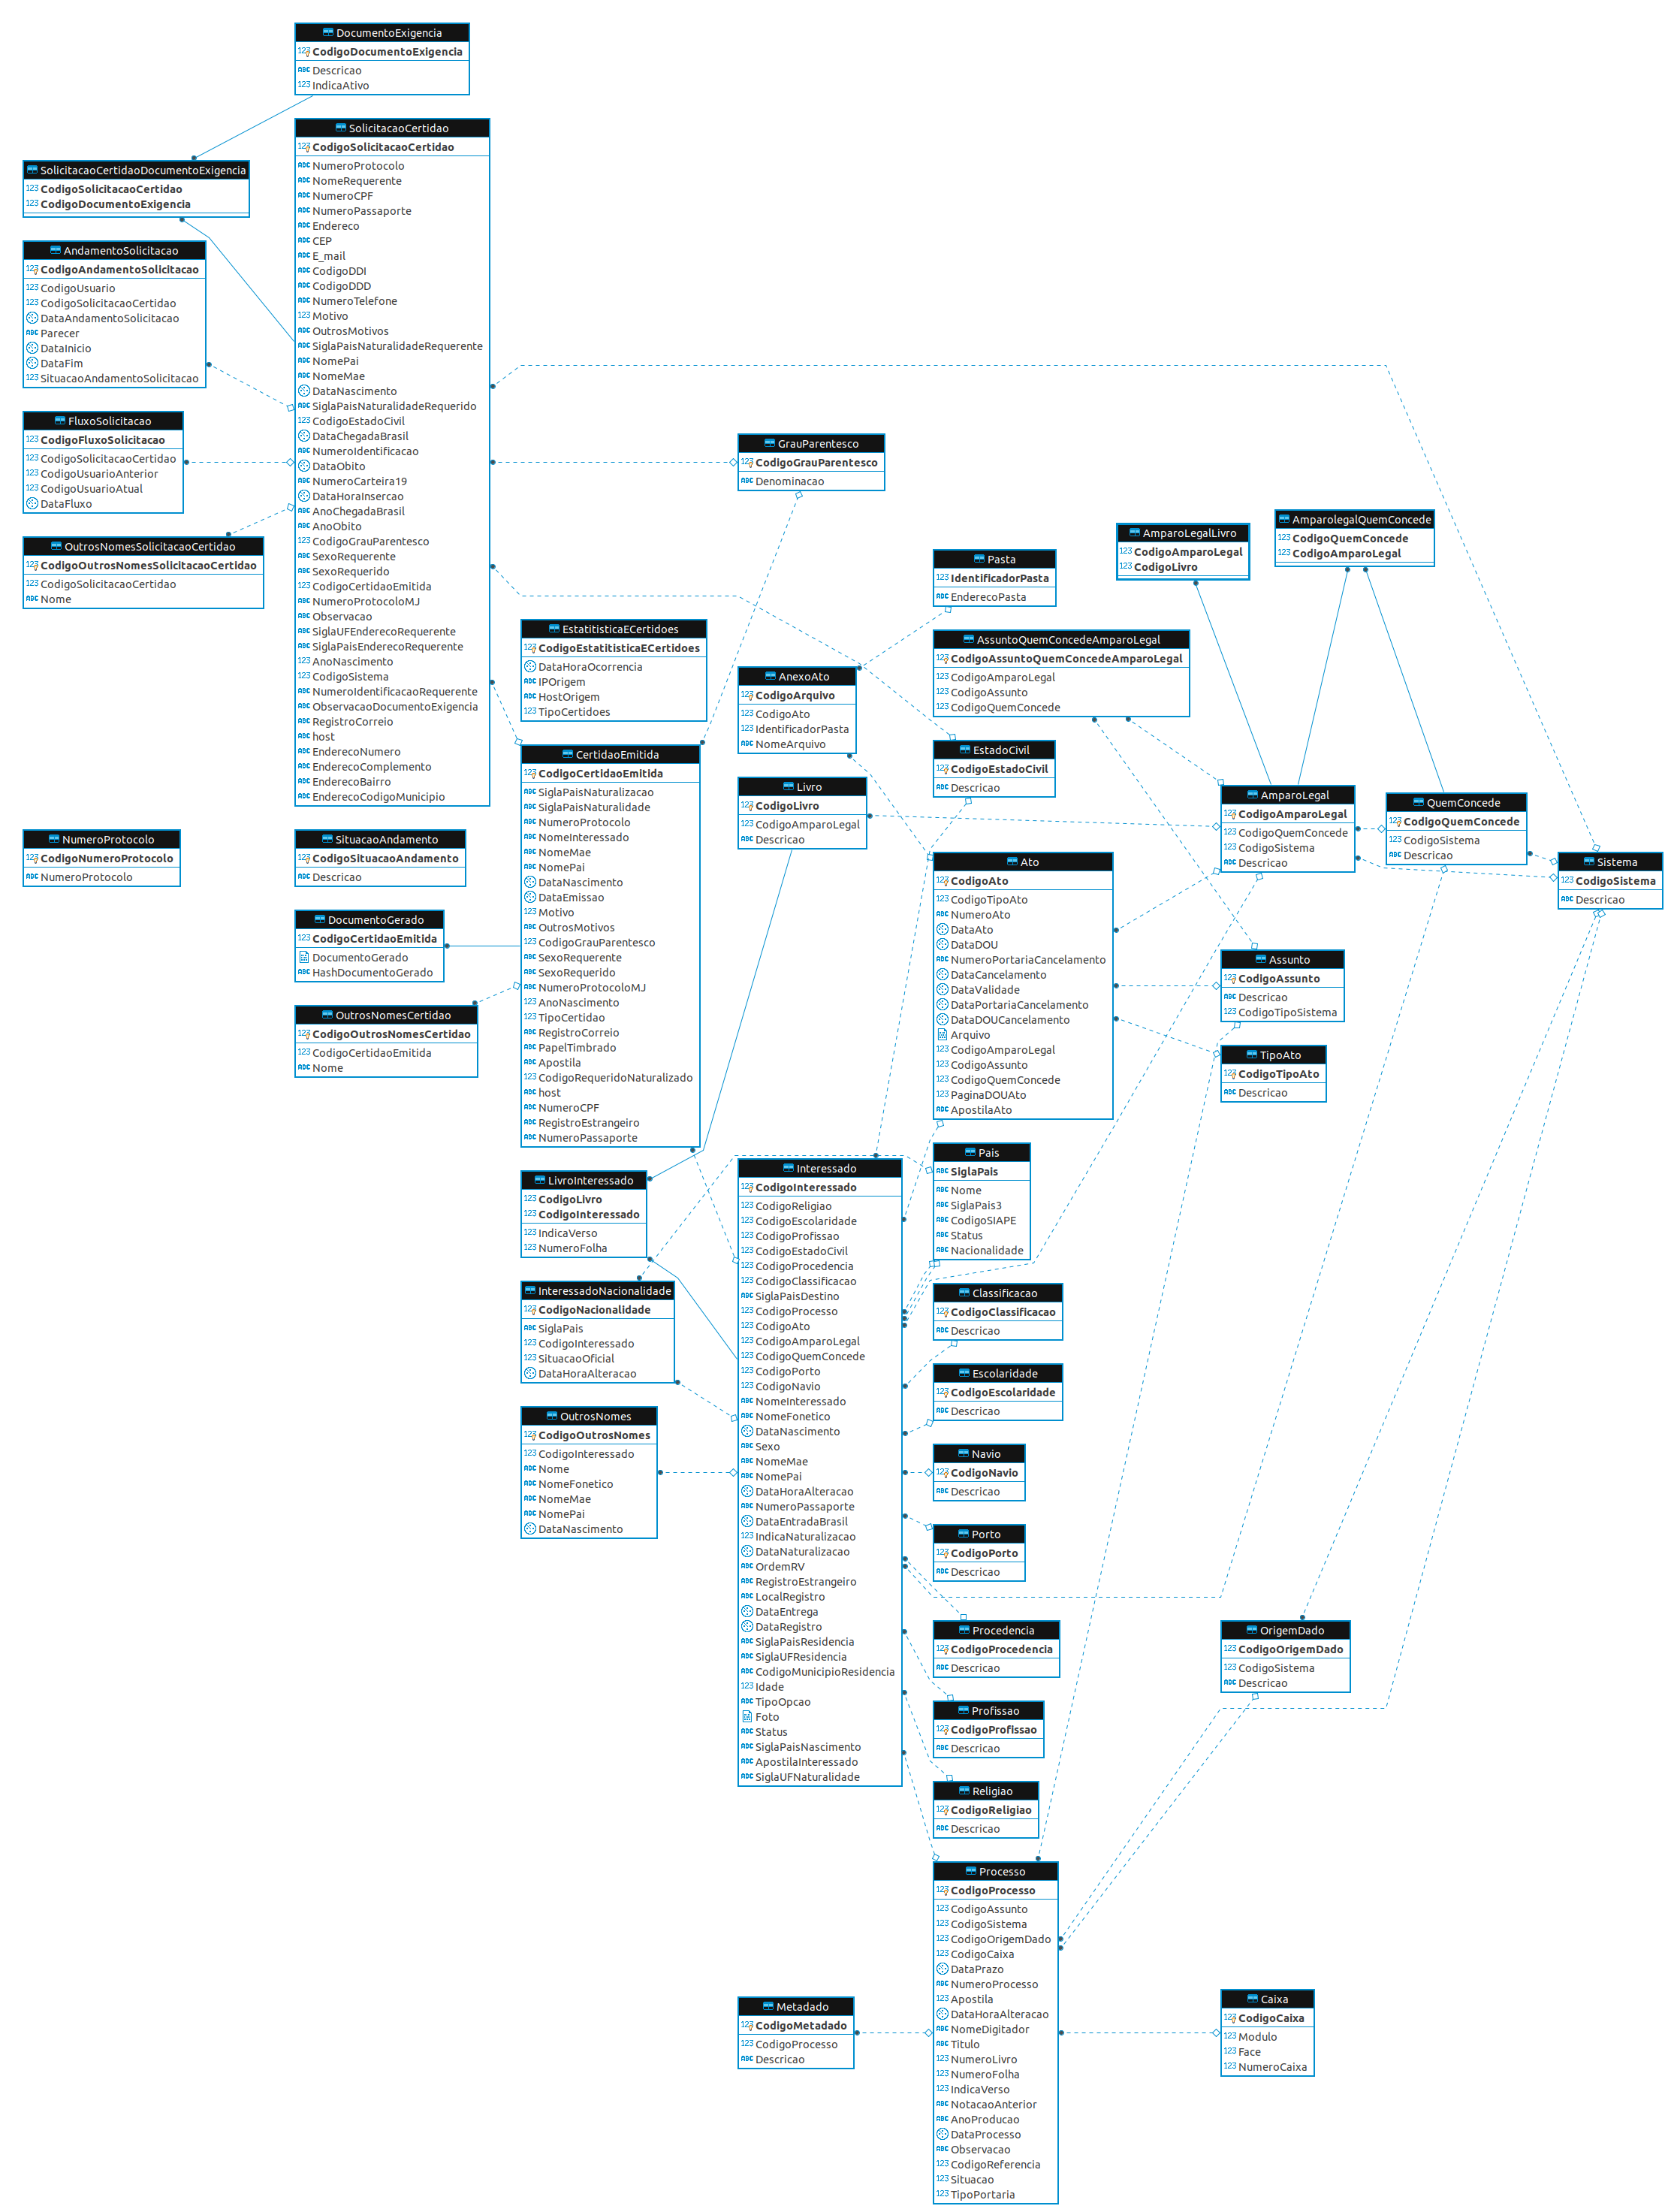 DocumentoExigencia
CodigoDocumentoExigencia
Descricao
IndicaAtivo
SolicitacaoCertidao
CodigoSolicitacaoCertidao
NumeroProtocolo
NomeRequerente
NumeroCPF
NumeroPassaporte
Endereco
CEP
E_mail
CodigoDDI
CodigoDDD
NumeroTelefone
Motivo
OutrosMotivos
SiglaPaisNaturalidadeRequerente
NomePai
NomeMae
DataNascimento
SiglaPaisNaturalidadeRequerido
CodigoEstadoCivil
DataChegadaBrasil
NumeroIdentificacao
DataObito
NumeroCarteira19
DataHoraInsercao
AnoChegadaBrasil
AnoObito
CodigoGrauParentesco
SexoRequerente
SexoRequerido
CodigoCertidaoEmitida
NumeroProtocoloMJ
Observacao
SiglaUFEnderecoRequerente
SiglaPaisEnderecoRequerente
AnoNascimento
CodigoSistema
NumeroIdentificacaoRequerente
ObservacaoDocumentoExigencia
RegistroCorreio
host
EnderecoNumero
EnderecoComplemento
EnderecoBairro
EnderecoCodigoMunicipio
SolicitacaoCertidaoDocumentoExigencia
CodigoSolicitacaoCertidao
CodigoDocumentoExigencia
AndamentoSolicitacao
CodigoAndamentoSolicitacao
CodigoUsuario
CodigoSolicitacaoCertidao
DataAndamentoSolicitacao
Parecer
DataInicio
DataFim
SituacaoAndamentoSolicitacao
FluxoSolicitacao
CodigoFluxoSolicitacao
CodigoSolicitacaoCertidao
CodigoUsuarioAnterior
CodigoUsuarioAtual
DataFluxo
OutrosNomesSolicitacaoCertidao
CodigoOutrosNomesSolicitacaoCertidao
CodigoSolicitacaoCertidao
Nome
NumeroProtocolo
CodigoNumeroProtocolo
NumeroProtocolo
SituacaoAndamento
CodigoSituacaoAndamento
Descricao
DocumentoGerado
CodigoCertidaoEmitida
DocumentoGerado
HashDocumentoGerado
OutrosNomesCertidao
CodigoOutrosNomesCertidao
CodigoCertidaoEmitida
Nome
EstatitisticaECertidoes
CodigoEstatitisticaECertidoes
DataHoraOcorrencia
IPOrigem
HostOrigem
TipoCertidoes
CertidaoEmitida
CodigoCertidaoEmitida
SiglaPaisNaturalizacao
SiglaPaisNaturalidade
NumeroProtocolo
NomeInteressado
NomeMae
NomePai
DataNascimento
DataEmissao
Motivo
OutrosMotivos
CodigoGrauParentesco
SexoRequerente
SexoRequerido
NumeroProtocoloMJ
AnoNascimento
TipoCertidao
RegistroCorreio
PapelTimbrado
Apostila
CodigoRequeridoNaturalizado
host
NumeroCPF
RegistroEstrangeiro
NumeroPassaporte
LivroInteressado
CodigoLivro
CodigoInteressado
IndicaVerso
NumeroFolha
InteressadoNacionalidade
CodigoNacionalidade
SiglaPais
CodigoInteressado
SituacaoOficial
DataHoraAlteracao
OutrosNomes
CodigoOutrosNomes
CodigoInteressado
Nome
NomeFonetico
NomeMae
NomePai
DataNascimento
GrauParentesco
CodigoGrauParentesco
Denominacao
AnexoAto
CodigoArquivo
CodigoAto
IdentificadorPasta
NomeArquivo
Livro
CodigoLivro
CodigoAmparoLegal
Descricao
Interessado
CodigoInteressado
CodigoReligiao
CodigoEscolaridade
CodigoProfissao
CodigoEstadoCivil
CodigoProcedencia
CodigoClassificacao
SiglaPaisDestino
CodigoProcesso
CodigoAto
CodigoAmparoLegal
CodigoQuemConcede
CodigoPorto
CodigoNavio
NomeInteressado
NomeFonetico
DataNascimento
Sexo
NomeMae
NomePai
DataHoraAlteracao
NumeroPassaporte
DataEntradaBrasil
IndicaNaturalizacao
DataNaturalizacao
OrdemRV
RegistroEstrangeiro
LocalRegistro
DataEntrega
DataRegistro
SiglaPaisResidencia
SiglaUFResidencia
CodigoMunicipioResidencia
Idade
TipoOpcao
Foto
Status
SiglaPaisNascimento
ApostilaInteressado
SiglaUFNaturalidade
Metadado
CodigoMetadado
CodigoProcesso
Descricao
Pasta
IdentificadorPasta
EnderecoPasta
AssuntoQuemConcedeAmparoLegal
CodigoAssuntoQuemConcedeAmparoLegal
CodigoAmparoLegal
CodigoAssunto
CodigoQuemConcede
EstadoCivil
CodigoEstadoCivil
Descricao
Ato
CodigoAto
CodigoTipoAto
NumeroAto
DataAto
DataDOU
NumeroPortariaCancelamento
DataCancelamento
DataValidade
DataPortariaCancelamento
DataDOUCancelamento
Arquivo
CodigoAmparoLegal
CodigoAssunto
CodigoQuemConcede
PaginaDOUAto
ApostilaAto
Pais
SiglaPais
Nome
SiglaPais3
CodigoSIAPE
Status
Nacionalidade
Classificacao
CodigoClassificacao
Descricao
Escolaridade
CodigoEscolaridade
Descricao
Navio
CodigoNavio
Descricao
Porto
CodigoPorto
Descricao
Procedencia
CodigoProcedencia
Descricao
Profissao
CodigoProfissao
Descricao
Religiao
CodigoReligiao
Descricao
Processo
CodigoProcesso
CodigoAssunto
CodigoSistema
CodigoOrigemDado
CodigoCaixa
DataPrazo
NumeroProcesso
Apostila
DataHoraAlteracao
NomeDigitador
Titulo
NumeroLivro
NumeroFolha
IndicaVerso
NotacaoAnterior
AnoProducao
DataProcesso
Observacao
CodigoReferencia
Situacao
TipoPortaria
AmparoLegalLivro
CodigoAmparoLegal
CodigoLivro
AmparolegalQuemConcede
CodigoQuemConcede
CodigoAmparoLegal
AmparoLegal
CodigoAmparoLegal
CodigoQuemConcede
CodigoSistema
Descricao
QuemConcede
CodigoQuemConcede
CodigoSistema
Descricao
Sistema
CodigoSistema
Descricao
Assunto
CodigoAssunto
Descricao
CodigoTipoSistema
TipoAto
CodigoTipoAto
Descricao
OrigemDado
CodigoOrigemDado
CodigoSistema
Descricao
Caixa
CodigoCaixa
Modulo
Face
NumeroCaixa